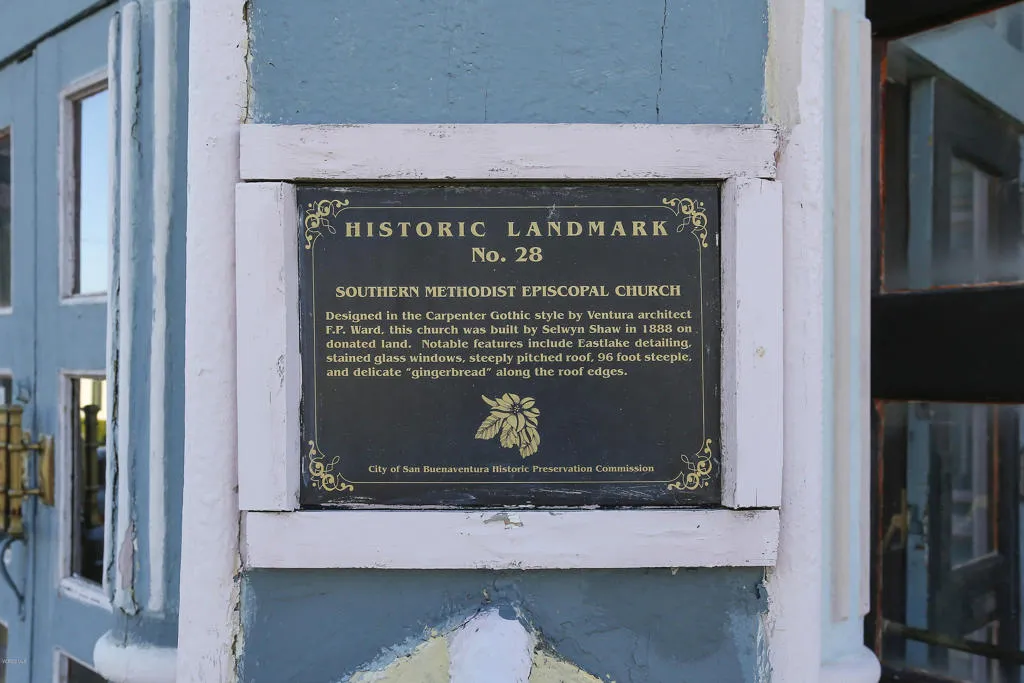 HISTORIC LANDMARK
No. 28
SOUTHERN METHODIST EPISCOPAL CHURCH
Designed in the Carpenter Gothic style by Ventura architect
F.P. Ward, this church was built by Selwyn Shaw in 1888 on
donated land. Notable features include Eastlake detailing,
stained glass windows, steeply pitched roof, 96 foot steeple,
and delicate "gingerbread" along the roof edges.
City of San Buenaventura Historic Preservation Commission